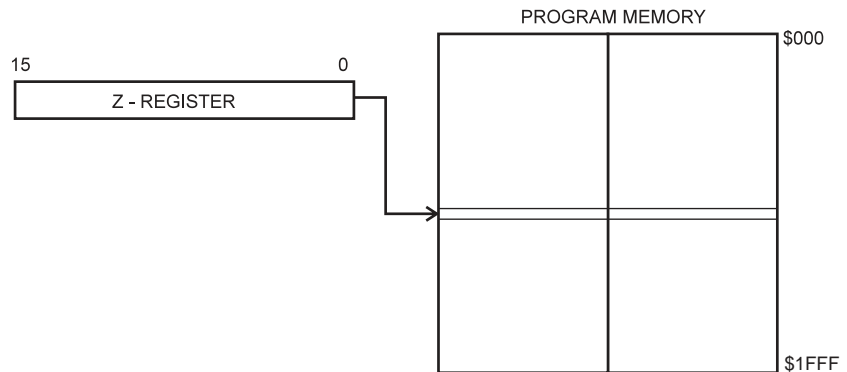 PROGRAM MEMORY
$000
15 0
Z - REGISTER
$1FFF